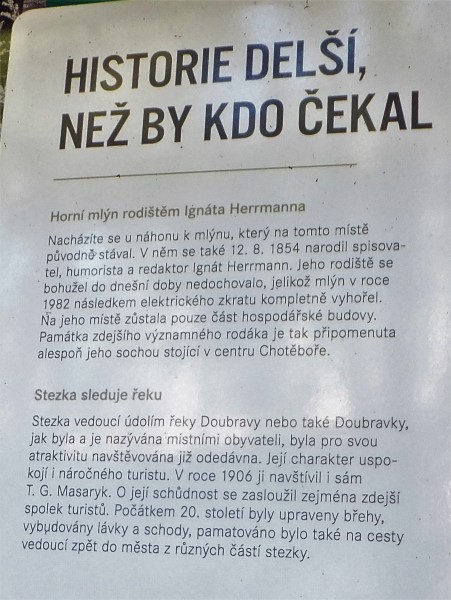 HISTORIE DELŠÍ,
NEŽ BY KDO ČEKAL
Horní mlýn rodištěm Ignáta Herrmanna
Nacházíte se u náhonu k mlýnu, který na tomto místě
původně stával. V něm se také 12. 8. 1854 narodil spisova-
tel, humorista a redaktor Ignát Herrmann. Jeho rodiště se
bohužel do dnešní doby nedochovalo, jelikož mlýn v roce
1982 následkem elektrického zkratu kompletně vyhořel.
Na jeho místě zůstala pouze část hospodářské budovy.
Památka zdejšího významného rodáka je tak připomenuta
alespoň jeho sochou stojící v centru Chotěboře.
Stezka sleduje řeku
Stezka vedoucí údolím řeky Doubravy nebo také Doubravky,
jak byla a je nazývána místními obyvateli, byla pro svou
atraktivitu navštěvována již odedávna. Její charakter uspo-
kojí i náročného turistu. V roce 1906 ji navštívil i sám
T. G. Masaryk. O její schůdnost se zasloužil zejména zdejší
spolek turistů. Počátkem 20. století byly upraveny břehy,
vybudovány lávky a schody, pamatováno bylo také na cesty
vedoucí zpět do města z různých částí stezky.